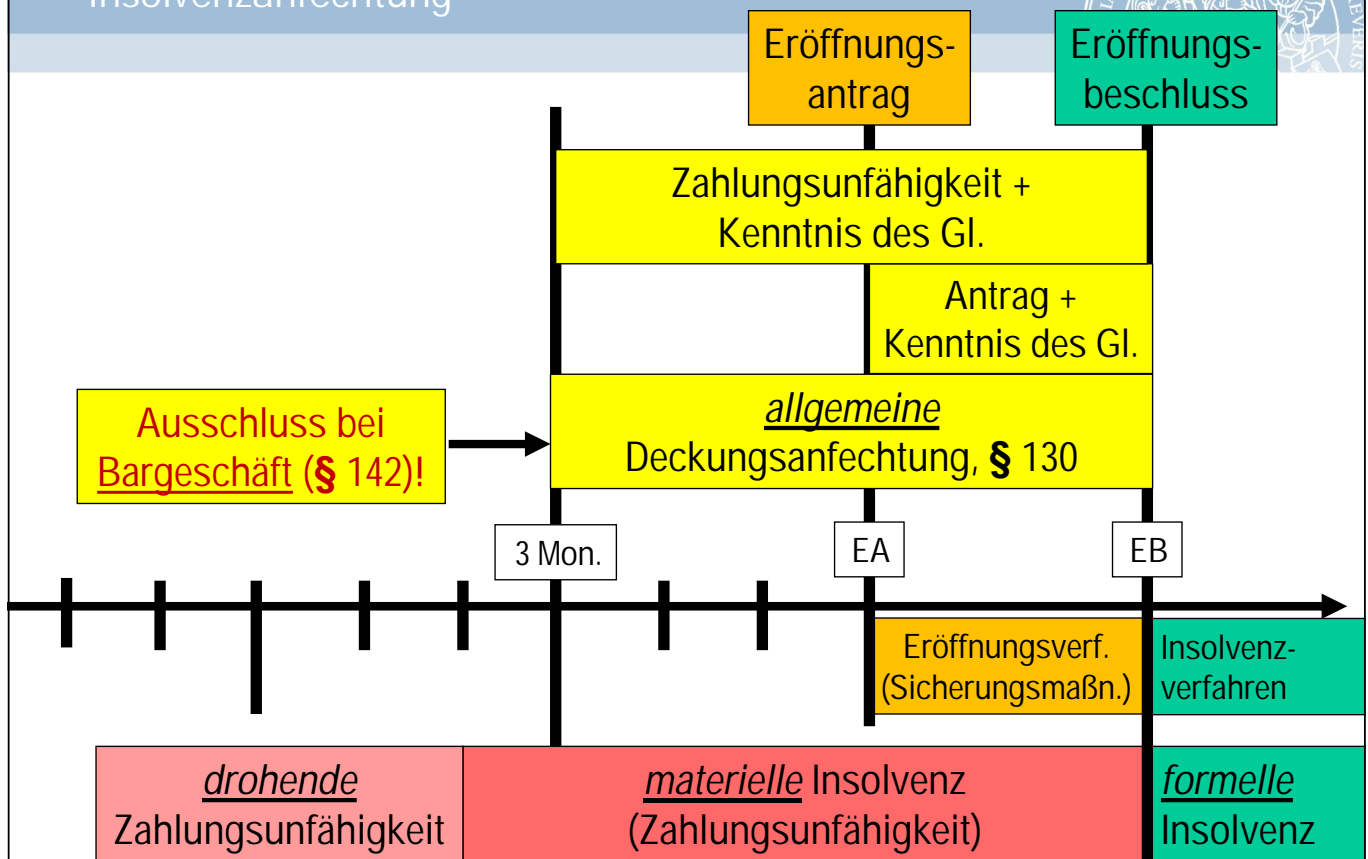 Insolvenzanfechtung
Eröffnungs-
antrag
Eröffnungs-
beschluss
Zahlungsunfähigkeit +
Kenntnis des Gl.
Antrag +
Kenntnis des Gl.
Ausschluss bei
Bargeschäft (§ 142)!
allgemeine
Deckungsanfechtung, § 130
3 Mon.
EA
EB
Eröffnungsverf.
(Sicherungsmaßn.)
Insolvenz-
verfahren
drohende
Zahlungsunfähigkeit
materielle Insolvenz
(Zahlungsunfähigkeit)
formelle
Insolvenz